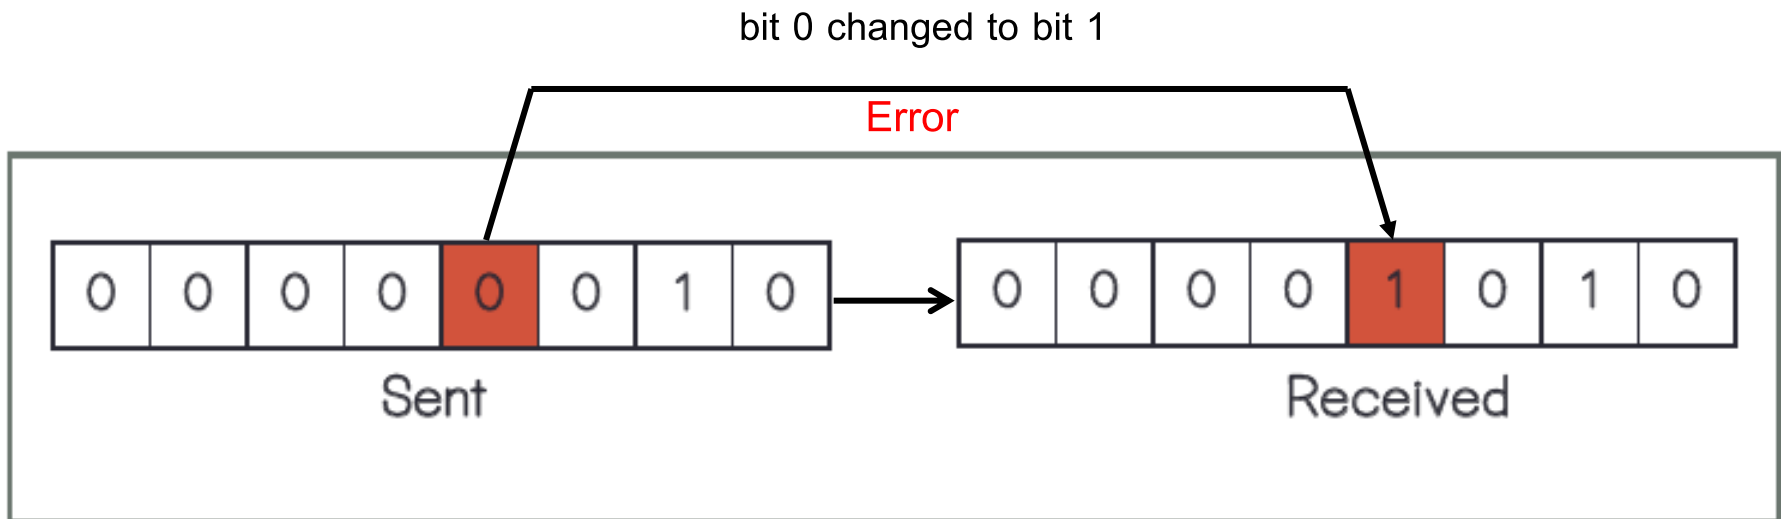 bit 0 changed to bit 1
Error
0 0 0 0 0 0 1 0
0 0 0 0 1 0 1 0
Sent
Received